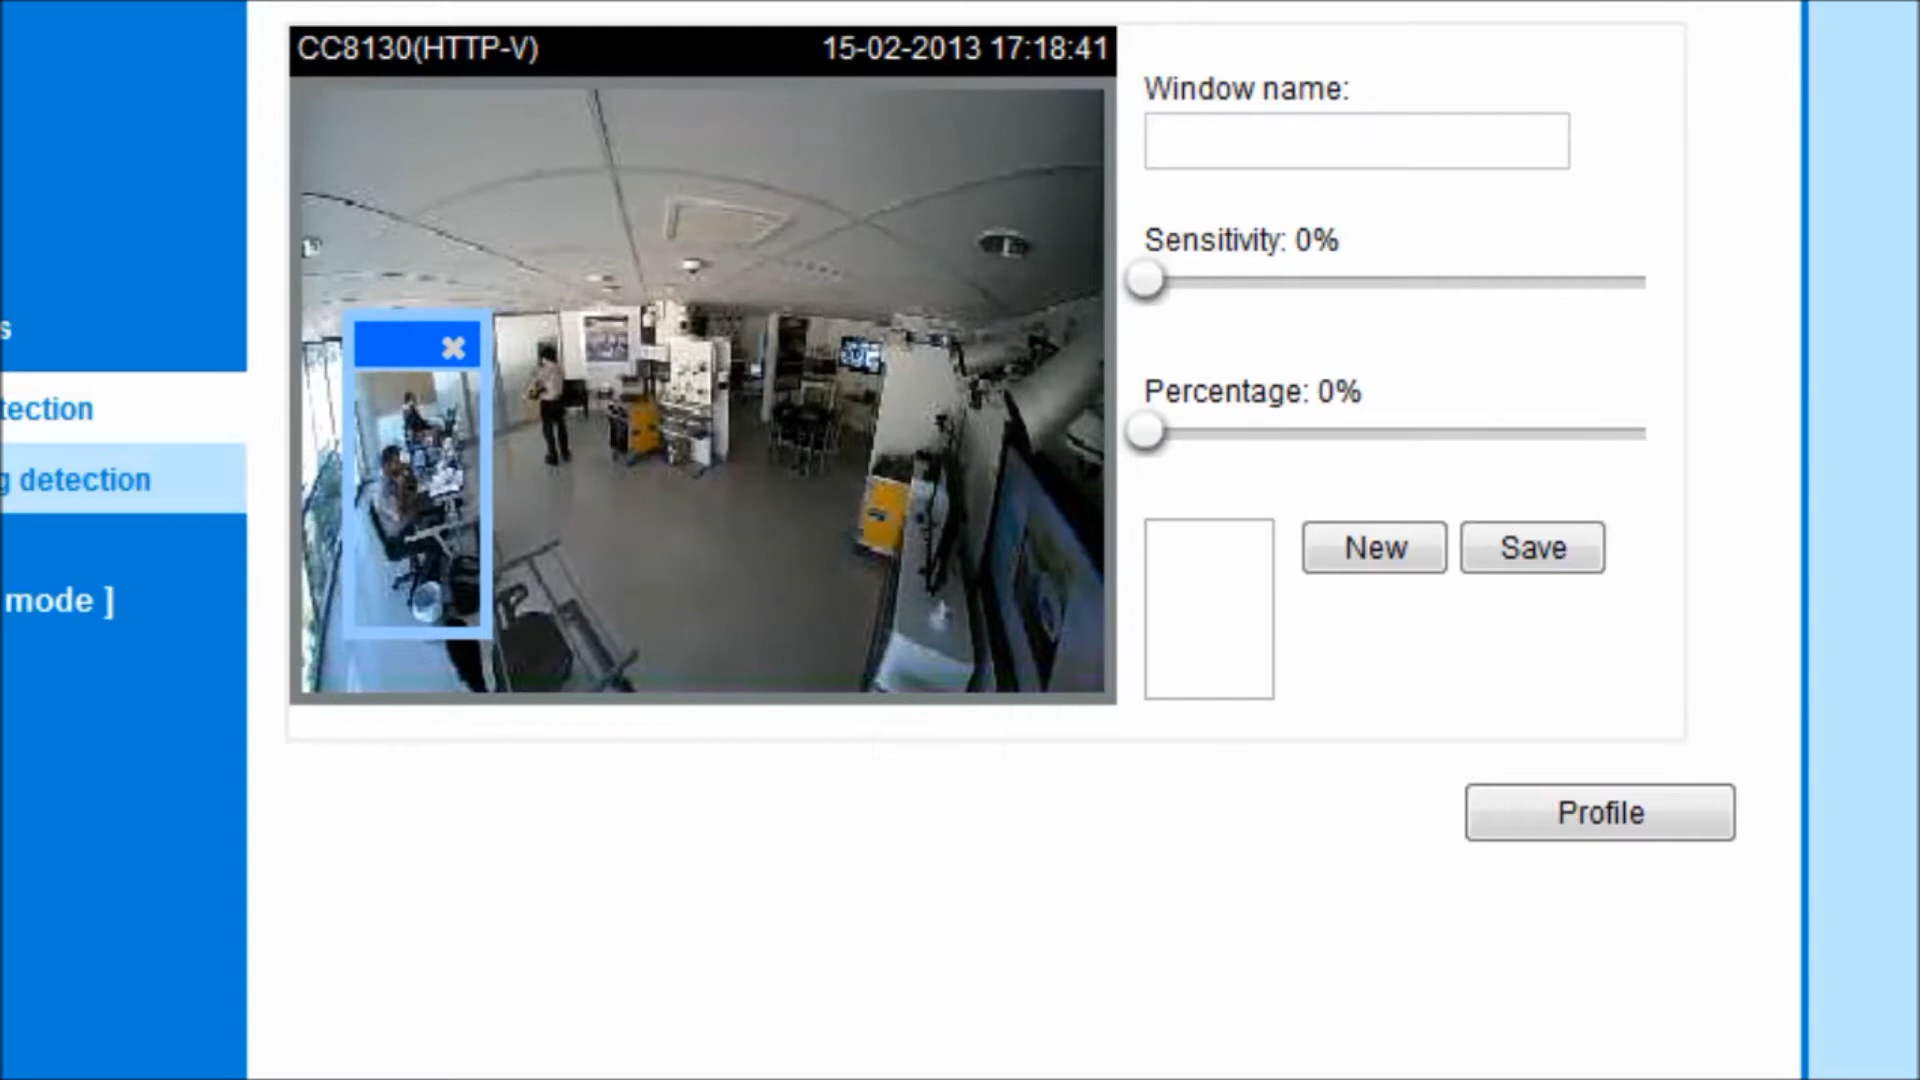 CC8130(HTTP-V) 15-02-2013 17:18:41
Window name:
Sensitivity: 0%
Percentage: 0%
New Save
Profile
s
tection
g detection
mode ]